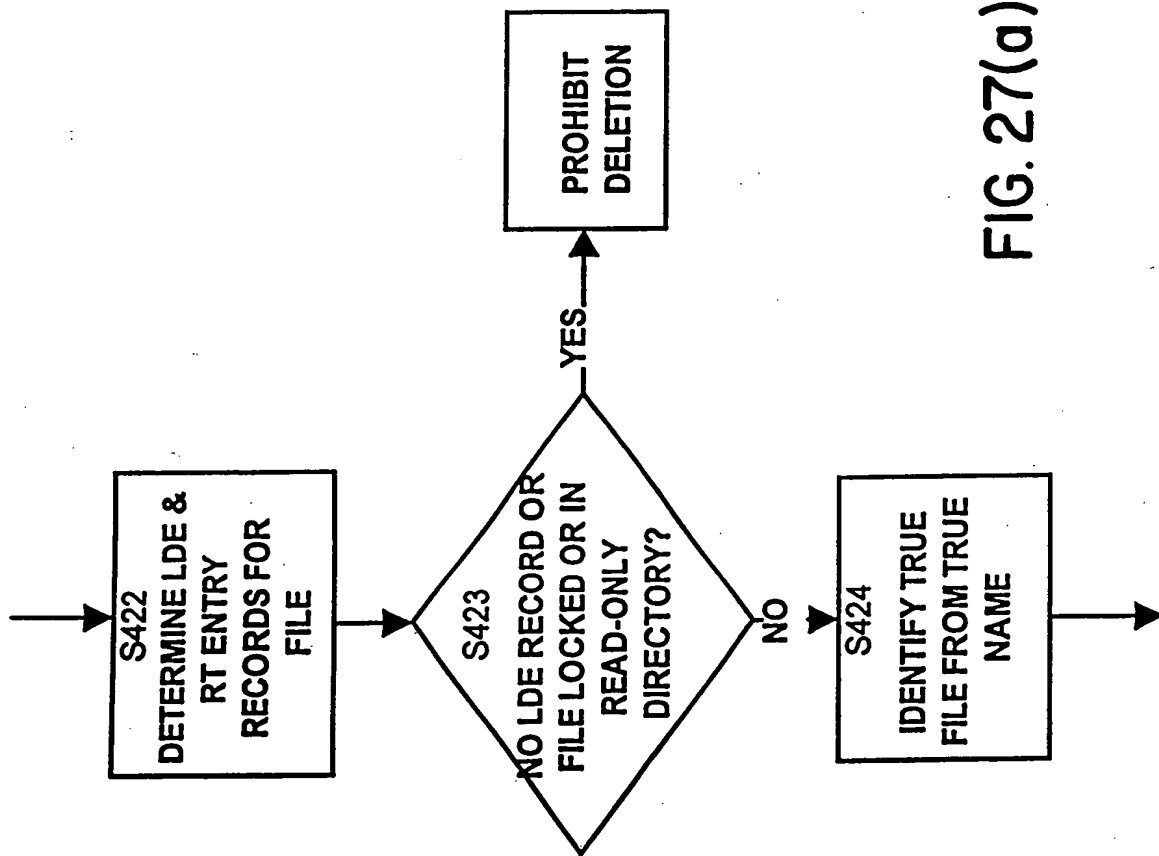 S422
DETERMINE LDE &
RT ENTRY
RECORDS FOR
FILE
S423
NO LDE RECORD OR
FILE LOCKED OR IN
READ-ONLY
DIRECTORY?
YES
PROHIBIT
DELETION
NO
S424
IDENTIFY TRUE
FILE FROM TRUE
NAME
FIG. 27(a)